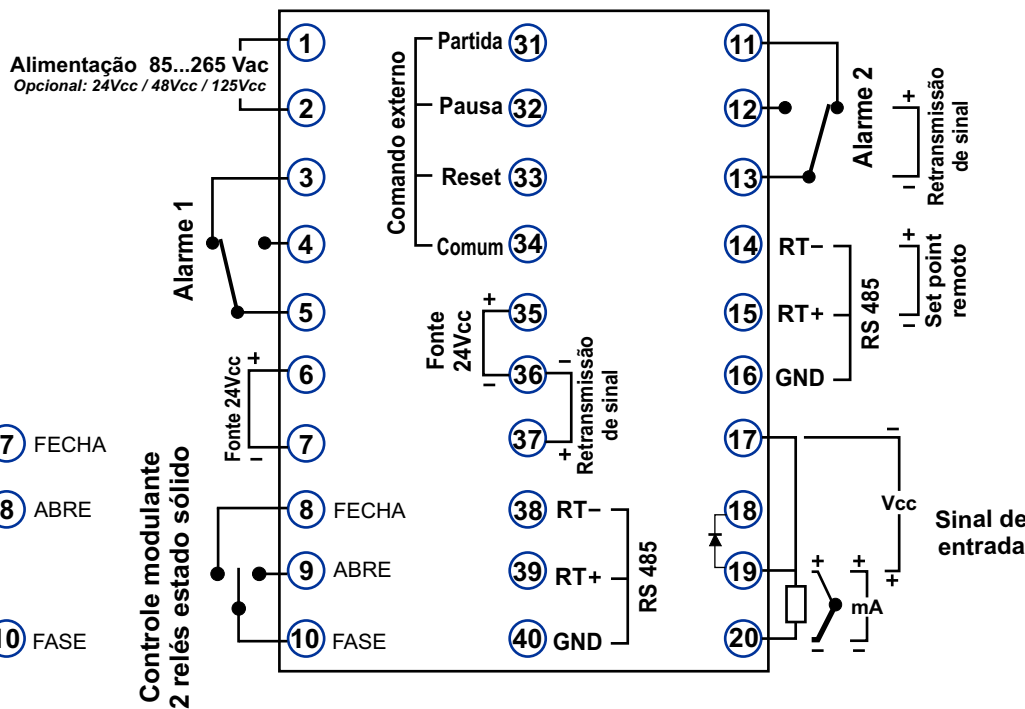 Alimentação 85...265 Vac
Opcional: 24Vcc / 48Vcc / 125Vcc
1
2
Alarme 1
3
4
5
Fonte 24Vcc
+
6
–
7
7 FECHA
8 ABRE
FASE
Controle modulante
2 relés estado sólido
8 FECHA
9 ABRE
10 FASE
Comando externo
Partida 31
Pausa 32
Reset 33
Comum 34
Fonte
24Vcc
+
35
–
36
–
37
+
Retransmissão
de sinal
38 RT–
39 RT+
40 GND
RS 485
11
12
13
Alarme 2
+
–
Retransmissão
de sinal
14 RT–
15 RT+
16 GND
RS 485
+
–
Set point
remoto
17
18
19
20
–
Vcc
+
+
–
+
mA
–
Sinal de
entrada